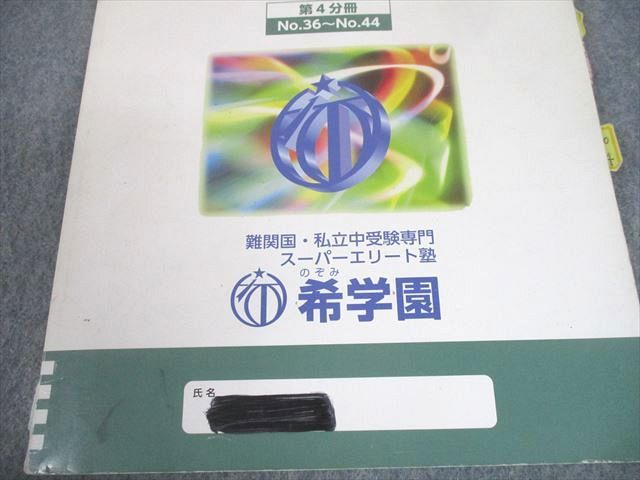 第4分冊
No.36～No.44
難関国・私立中受験専門
スーパーエリート塾
のぞみ
希学園
氏名